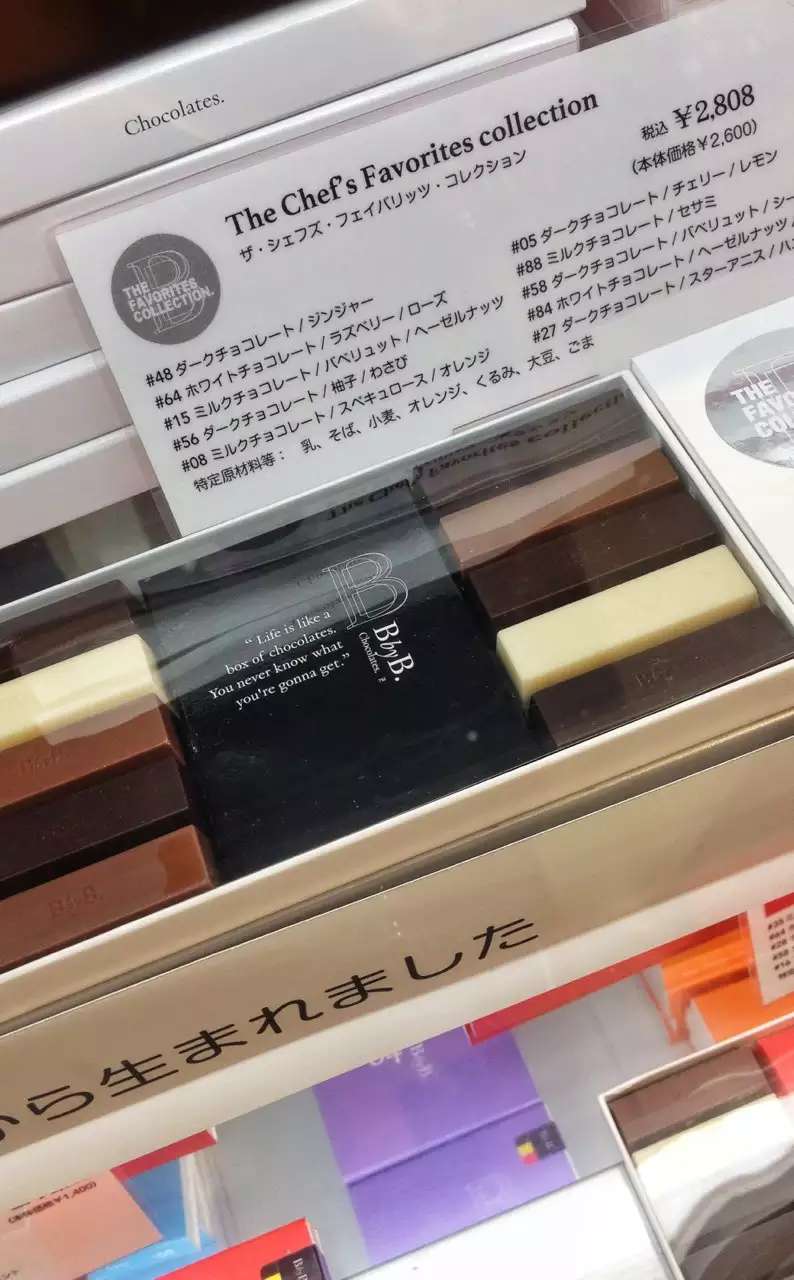 Chocolates.
The Chef's Favorites collection
ザ・シェフズ・フェイバリッツ・コレクション
税込 ¥2,808
(本体価格¥2,600)
B
THE
FAVORITES
COLLECTION.
#48 ダークチョコレート / ジンジャー
#64 ホワイトチョコレート / ラズベリー / ローズ
#15 ミルクチョコレート / バベリュット / ヘーゼルナッツ
#56 ダークチョコレート / 柚子 / わさび
#08 ミルクチョコレート / スペキュロース / オレンジ
#05 ダークチョコレート / チェリー / レモン
#88 ミルクチョコレート / セサミ
#58 ダークチョコレート / バベリュット / シー
#84 ホワイトチョコレート / ヘーゼルナッツ /
#27 ダークチョコレート / スターアニス / ハ
特定原材料等： 乳、そば、小麦、オレンジ、くるみ、大豆、ごま
THE
FAVO
CO
B
B by B.
Chocolates.
“ Life is like a
box of chocolates.
You never know what
you're gonna get.”
B by B.
から生まれました
B by B.